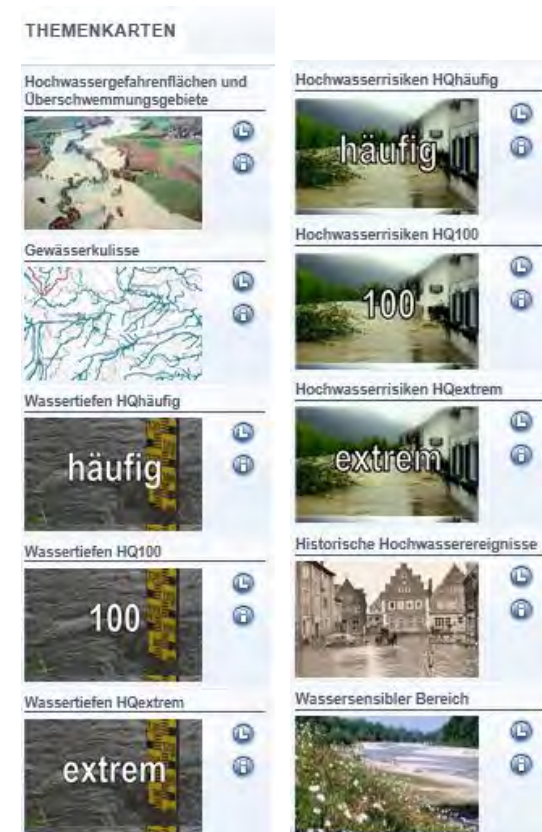 THEMENKARTEN
Hochwassergefahrenflächen und
Überschwemmungsgebiete
Gewässerkulisse
Wassertiefen HQhäufig
häufig
Wassertiefen HQ100
100
Wassertiefen HQextrem
extrem
Hochwasserrisiken HQhäufig
häufig
Hochwasserrisiken HQ100
100
Hochwasserrisiken HQextrem
extrem
Historische Hochwasserereignisse
Wassersensibler Bereich